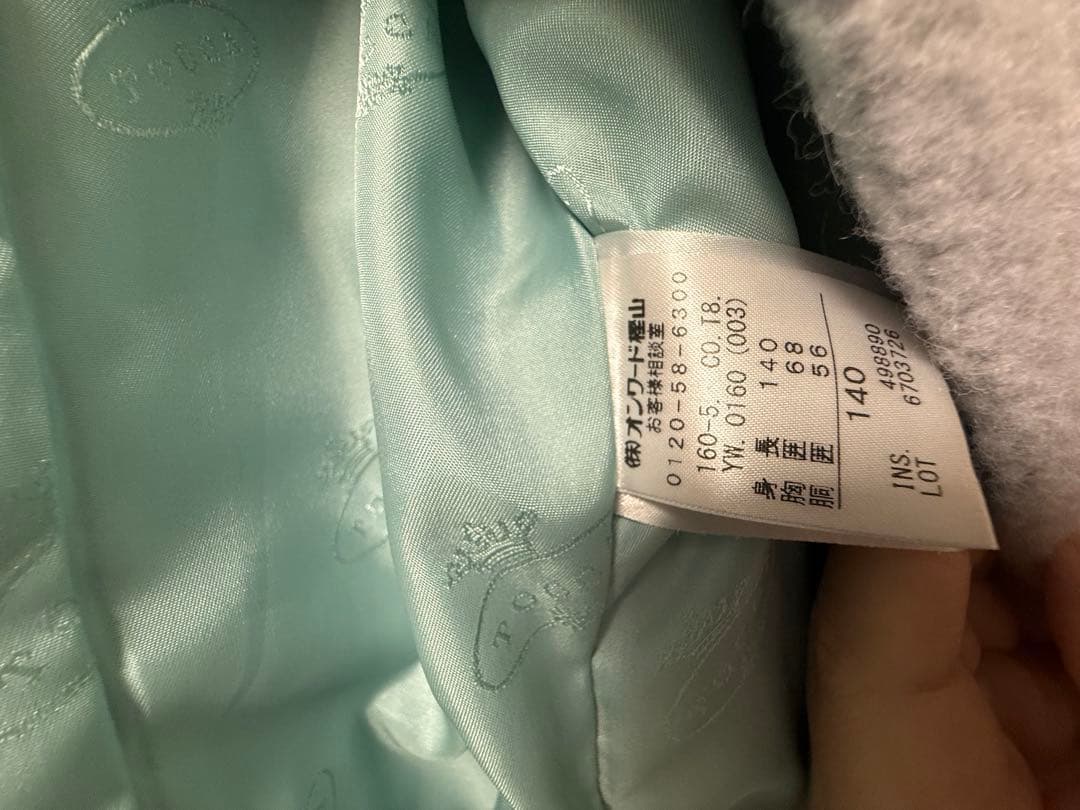 (株)オンワード樫山
お客様相談室
0120-58-6300
160-5. CO.T8.
YW. 0160 (003)
身長 140
胸囲 68
胴囲 56
140
INS. 498890
LOT 6703726